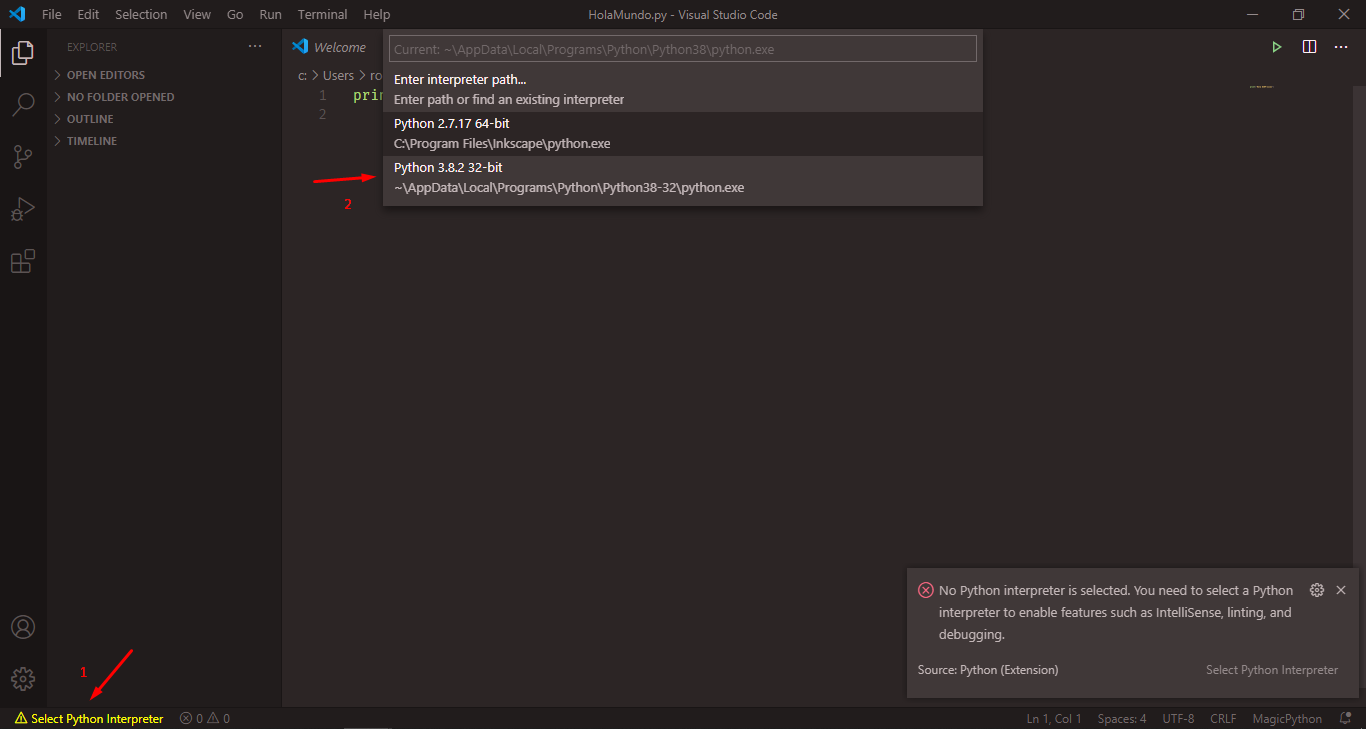 File Edit Selection View Go Run Terminal Help
HolaMundo.py - Visual Studio Code
EXPLORER
OPEN EDITORS
NO FOLDER OPENED
OUTLINE
TIMELINE
Welcome
C: > Users > ro
1 prin
2
Current: ~\AppData\Local\Programs\Python\Python38\python.exe
Enter interpreter path...
Enter path or find an existing interpreter
Python 2.7.17 64-bit
C:\Program Files\Inkscape\python.exe
Python 3.8.2 32-bit
~\AppData\Local\Programs\Python\Python38-32\python.exe
2
No Python interpreter is selected. You need to select a Python
interpreter to enable features such as IntelliSense, linting, and
debugging.
Source: Python (Extension)
Select Python Interpreter
1
Select Python Interpreter
0 0
Ln 1, Col 1
Spaces: 4
UTF-8
CRLF
MagicPython